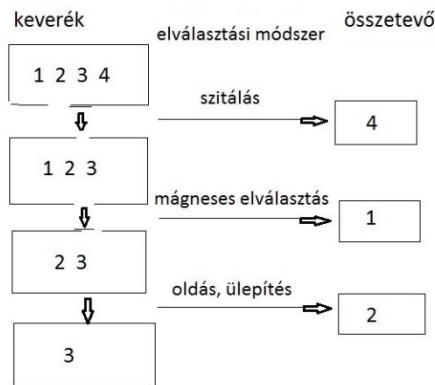 keverék elválasztási módszer összetevő
1 2 3 4
szitálás
4
1 2 3
mágneses elválasztás
1
2 3
oldás, ülepítés
2
3